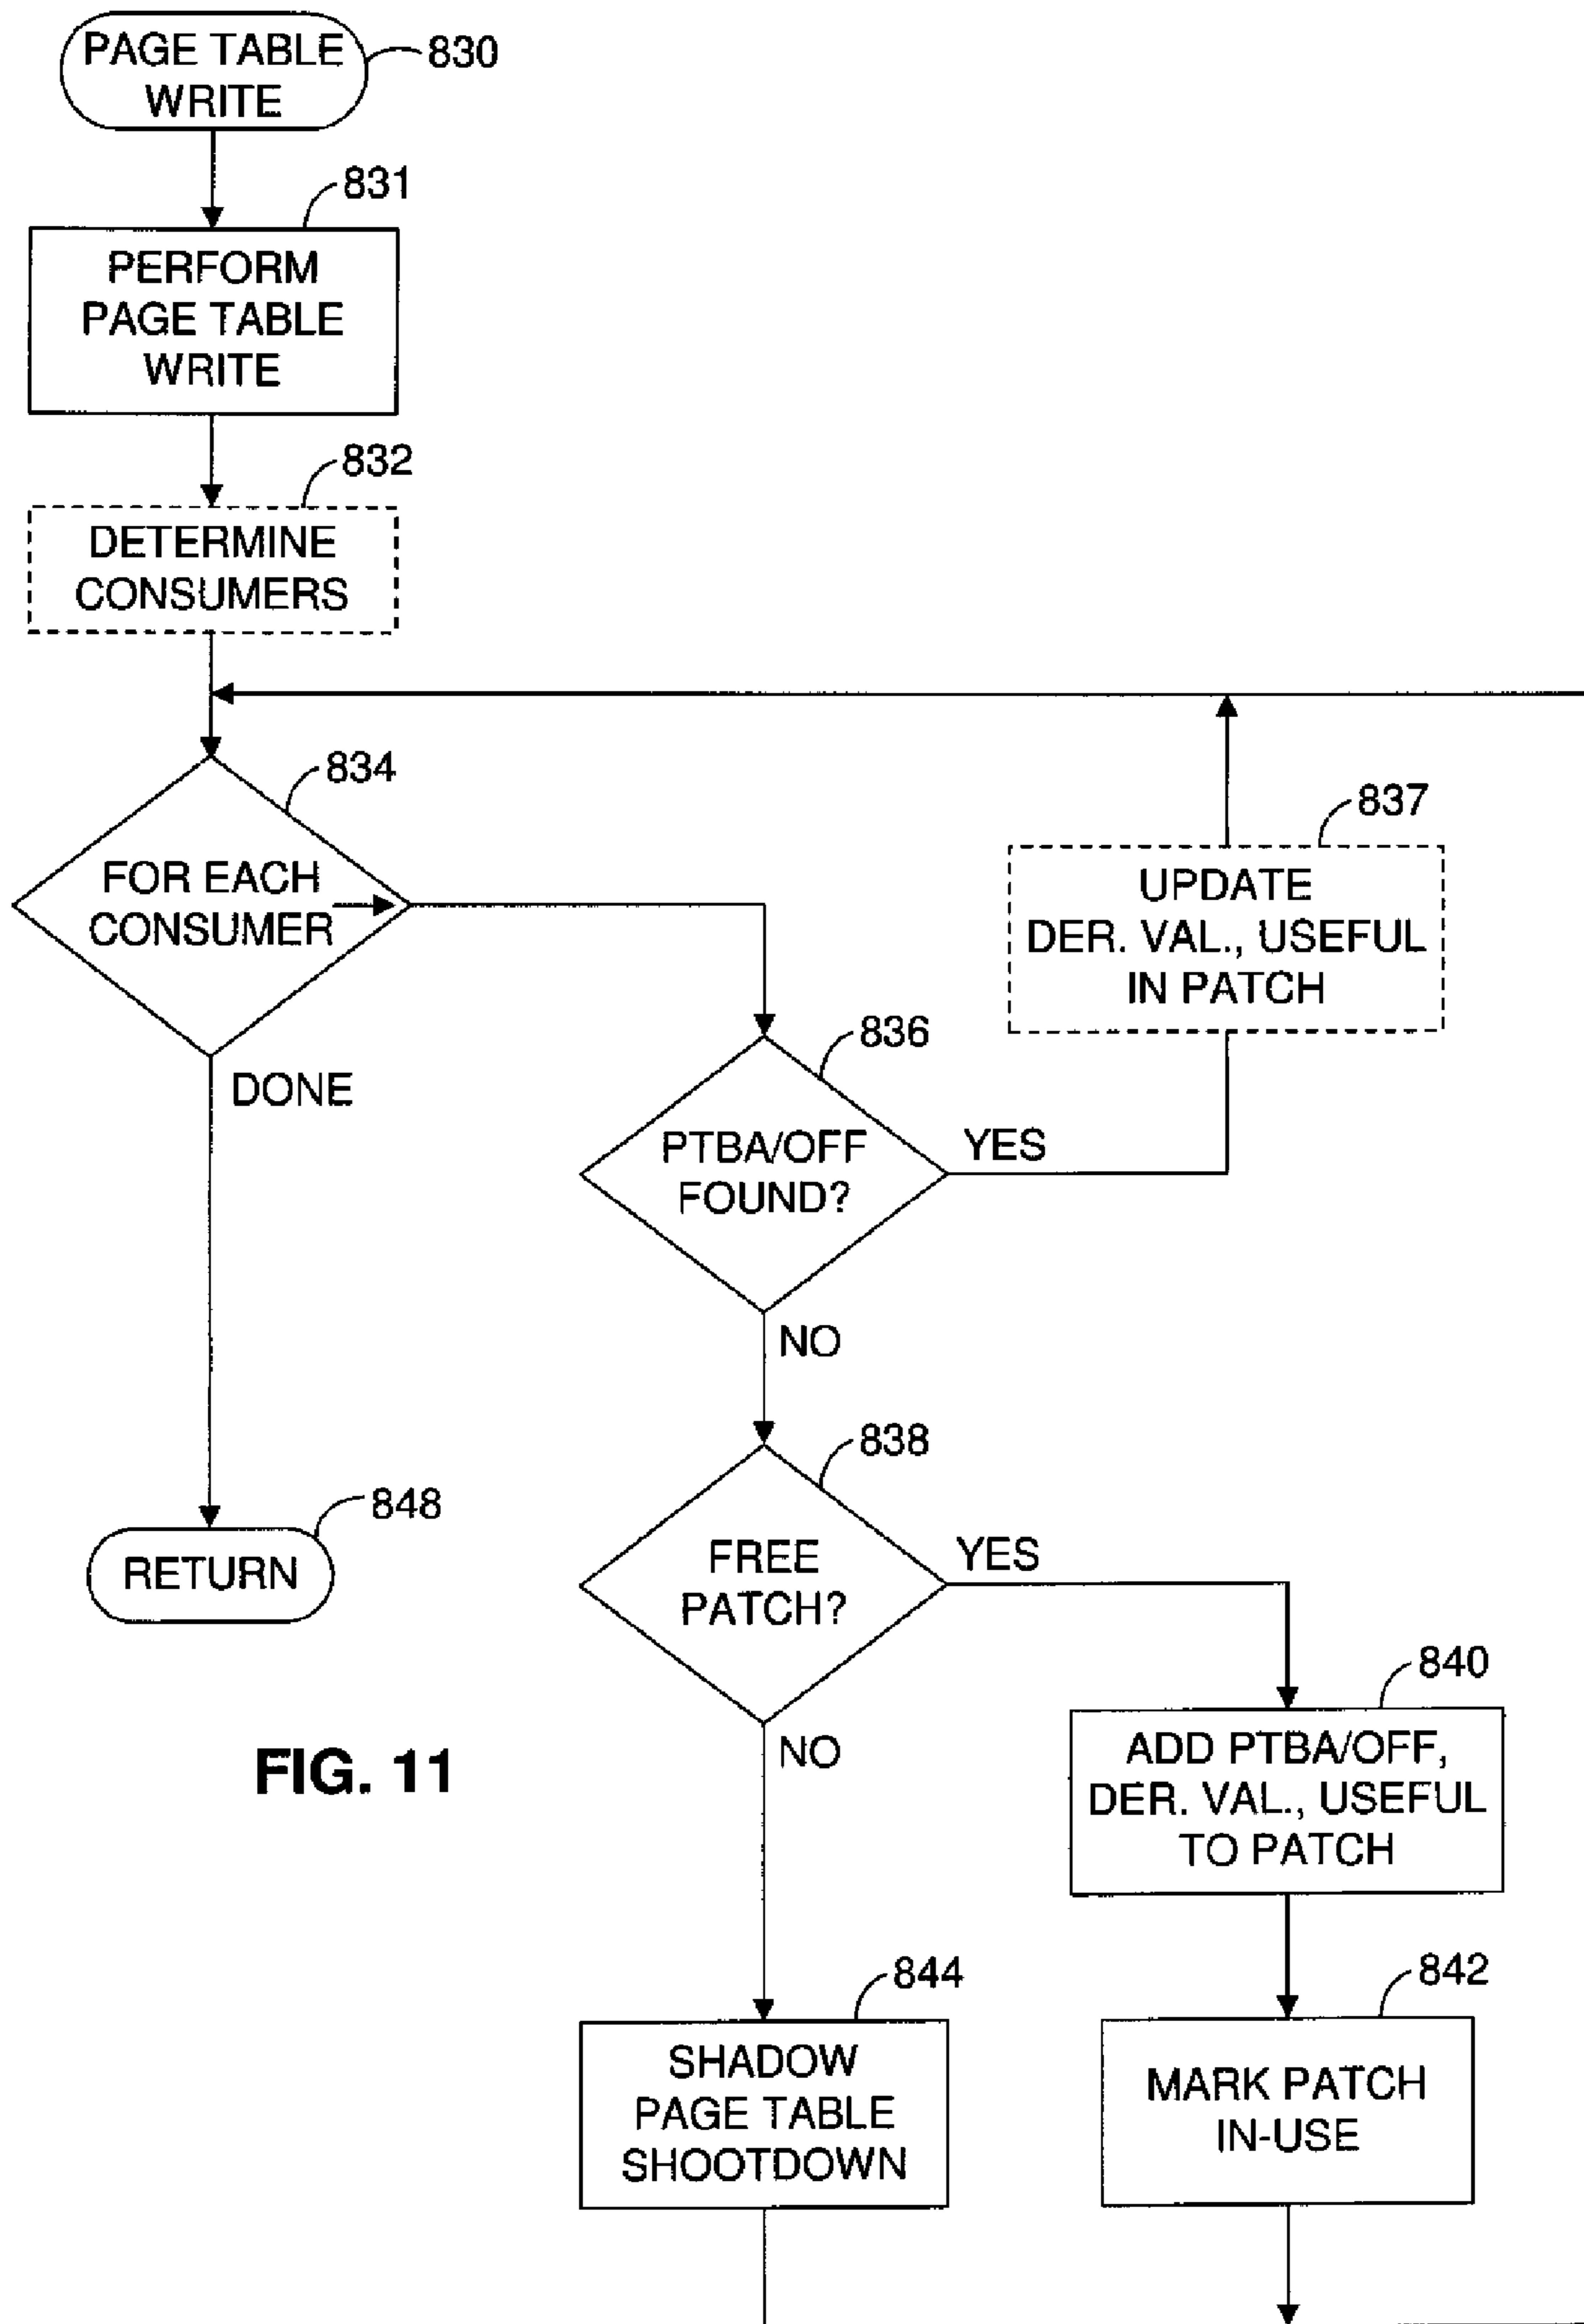 PAGE TABLE
WRITE
830
831
PERFORM
PAGE TABLE
WRITE
832
DETERMINE
CONSUMERS
834
FOR EACH
CONSUMER
DONE
837
UPDATE
DER. VAL., USEFUL
IN PATCH
836
PTBA/OFF
FOUND?
YES
NO
838
FREE
PATCH?
YES
NO
848
RETURN
840
ADD PTBA/OFF,
DER. VAL., USEFUL
TO PATCH
FIG. 11
844
SHADOW
PAGE TABLE
SHOOTDOWN
842
MARK PATCH
IN-USE